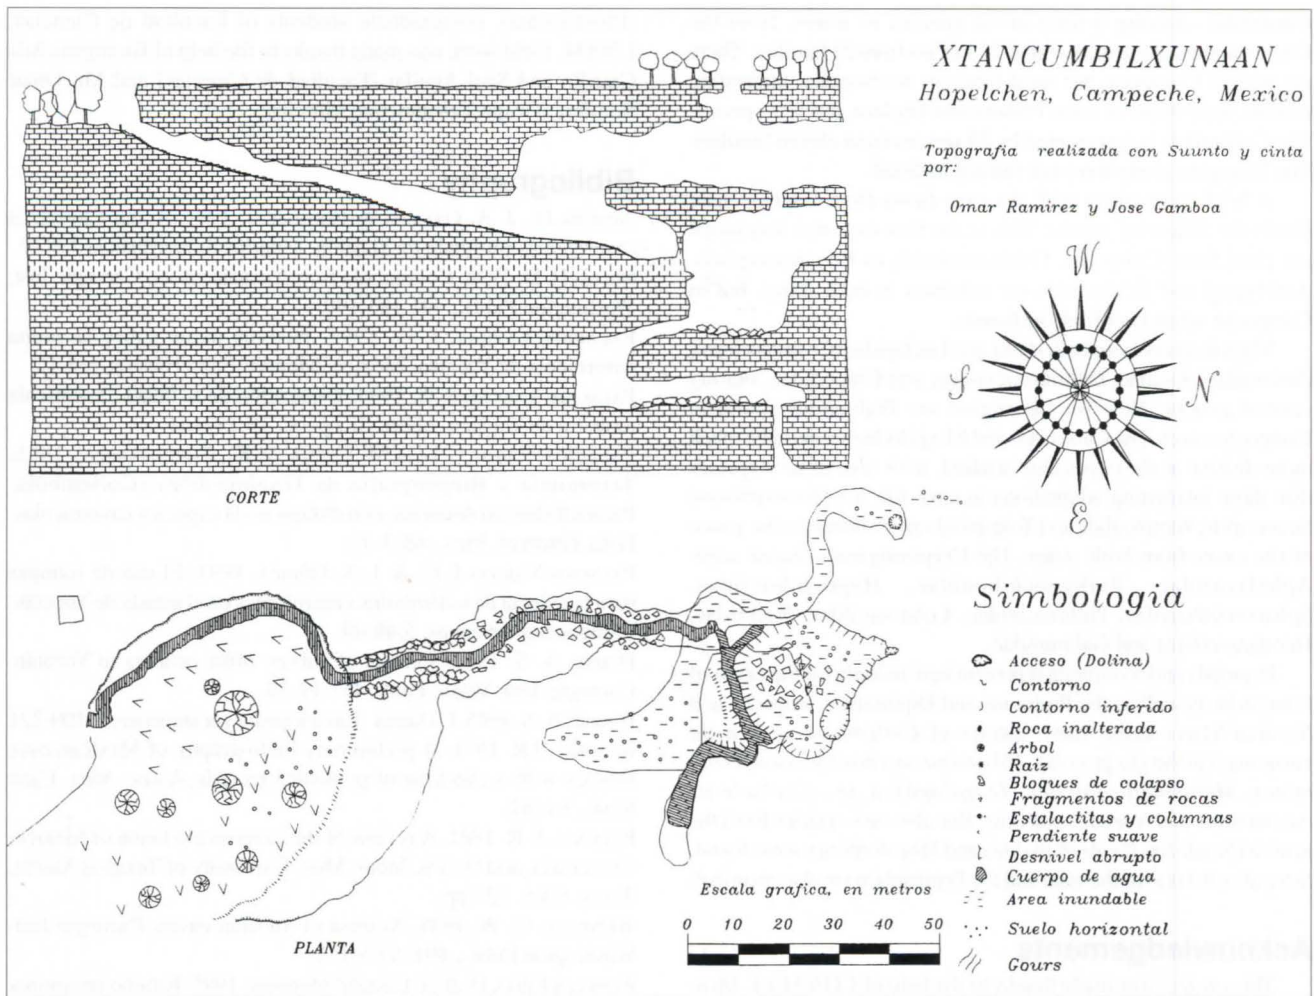 XTANCUMBILXUNAAN
Hopelchen, Campeche, Mexico
Topografia realizada con Suunto y cinta
por:
Omar Ramirez y Jose Gamboa
W
S
N
E
CORTE
Simbologia
Acceso (Dolina)
Contorno
Contorno inferido
Roca inalterada
Arbol
Raiz
Bloques de colapso
Fragmentos de rocas
Estalactitas y columnas
Pendiente suave
Desnivel abrupto
Cuerpo de agua
Area inundable
Suelo horizontal
Gours
Escala grafica, en metros
0 10 20 30 40 50
PLANTA